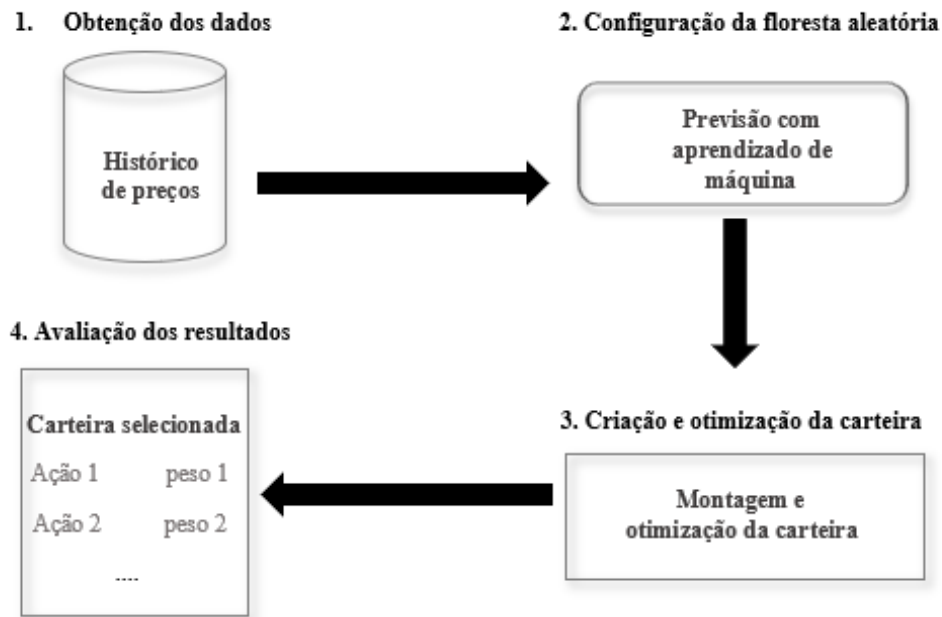 1. Obtenção dos dados
Histórico
de preços
2. Configuração da floresta aleatória
Previsão com
aprendizado de
máquina
3. Criação e otimização da carteira
Montagem e
otimização da carteira
4. Avaliação dos resultados
Carteira selecionada
Ação 1 peso 1
Ação 2 peso 2
....